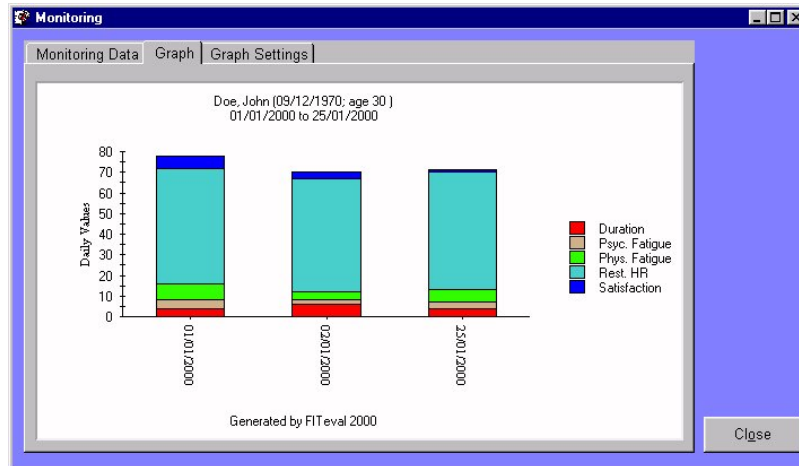 Monitoring
Monitoring Data Graph Graph Settings
Doe, John (09/12/1970; age 30 )
01/01/2000 to 25/01/2000
80
70
60
50
40
30
20
10
0
Daily Values
Duration
Psyc. Fatigue
Phys. Fatigue
Rest. HR
Satisfaction
01/01/2000
02/01/2000
25/01/2000
Generated by FITeval 2000
Close